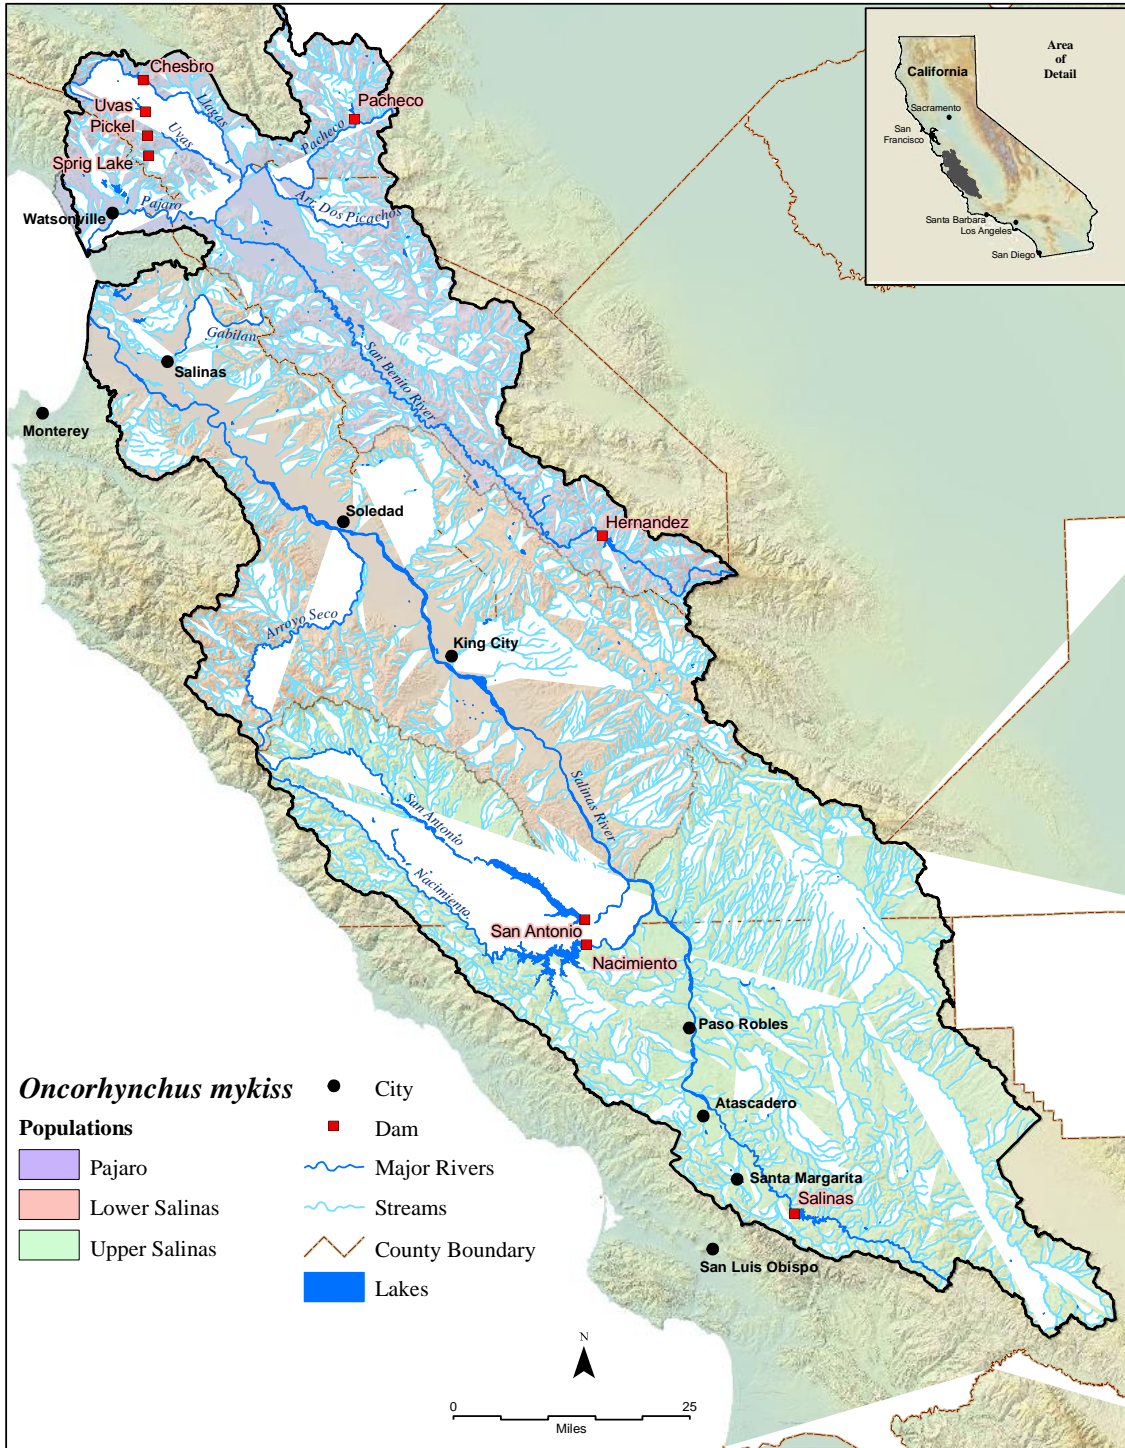 Area
of
Detail
California
Sacramento
San
Francisco
Santa Barbara
Los Angeles
San Diego
Chesbro
Llagas
Uvas
Uvas
Pickel
Sprig Lake
Pacheco
Pacheco
Arr. Dos Picachos
Pajaro
Watsonville
Gabilan
Salinas
San Benito River
Monterey
Soledad
Hernandez
Arroyo Seco
King City
Salinas River
San Antonio
Nacimiento
San Antonio
Nacimiento
Paso Robles
Atascadero
Santa Margarita
Salinas
San Luis Obispo
Oncorhynchus mykiss
Populations
Pajaro
Lower Salinas
Upper Salinas
City
Dam
Major Rivers
Streams
County Boundary
Lakes
N
0 25
Miles